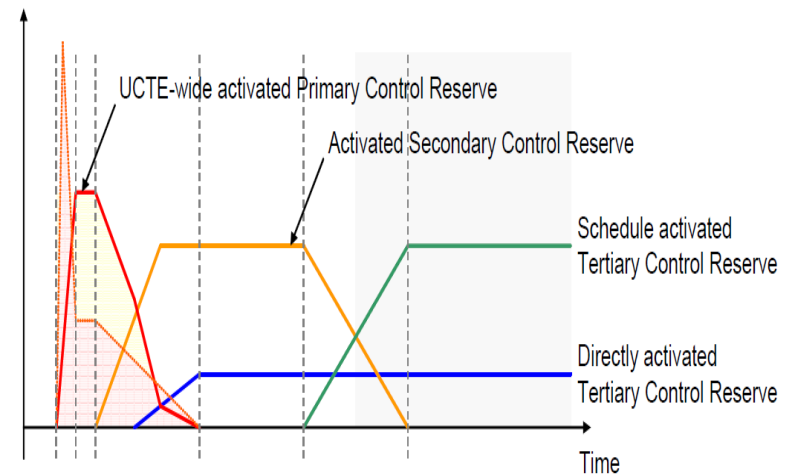 UCTE-wide activated Primary Control Reserve
Activated Secondary Control Reserve
Schedule activated
Tertiary Control Reserve
Directly activated
Tertiary Control Reserve
Time